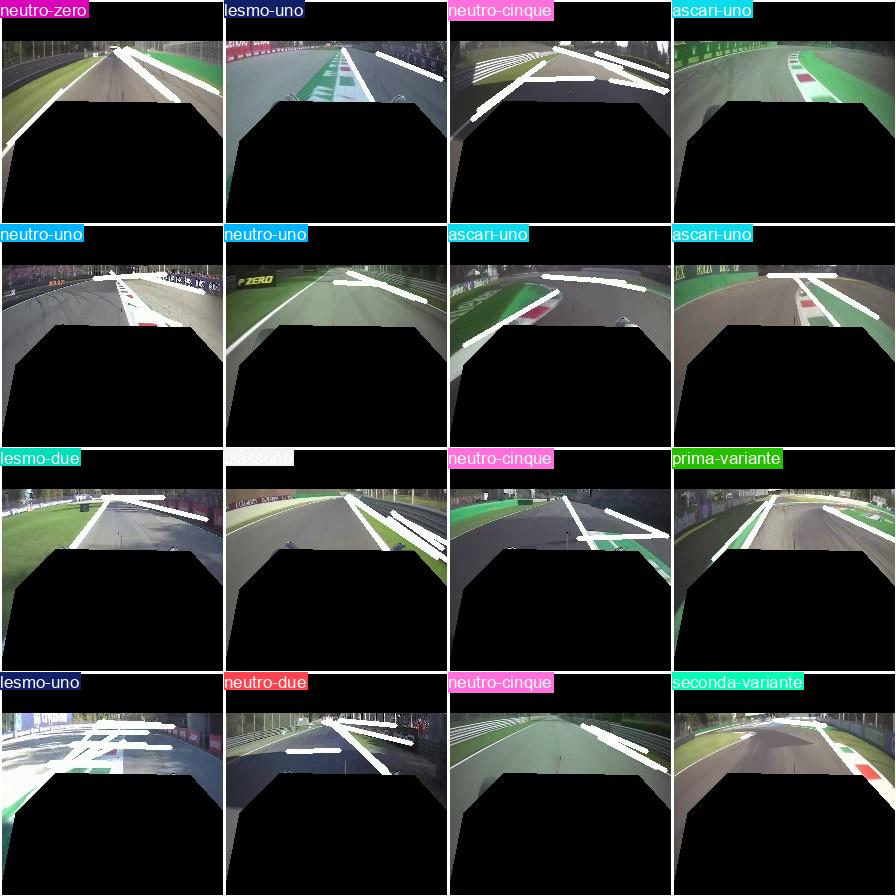 neutro-zero
lesmo-uno
neutro-cinque
ascari-uno
neutro-uno
neutro-uno
P ZERO
ascari-uno
ascari-uno
lesmo-due
biassono
neutro-cinque
prima-variante
lesmo-uno
neutro-due
neutro-cinque
seconda-variante